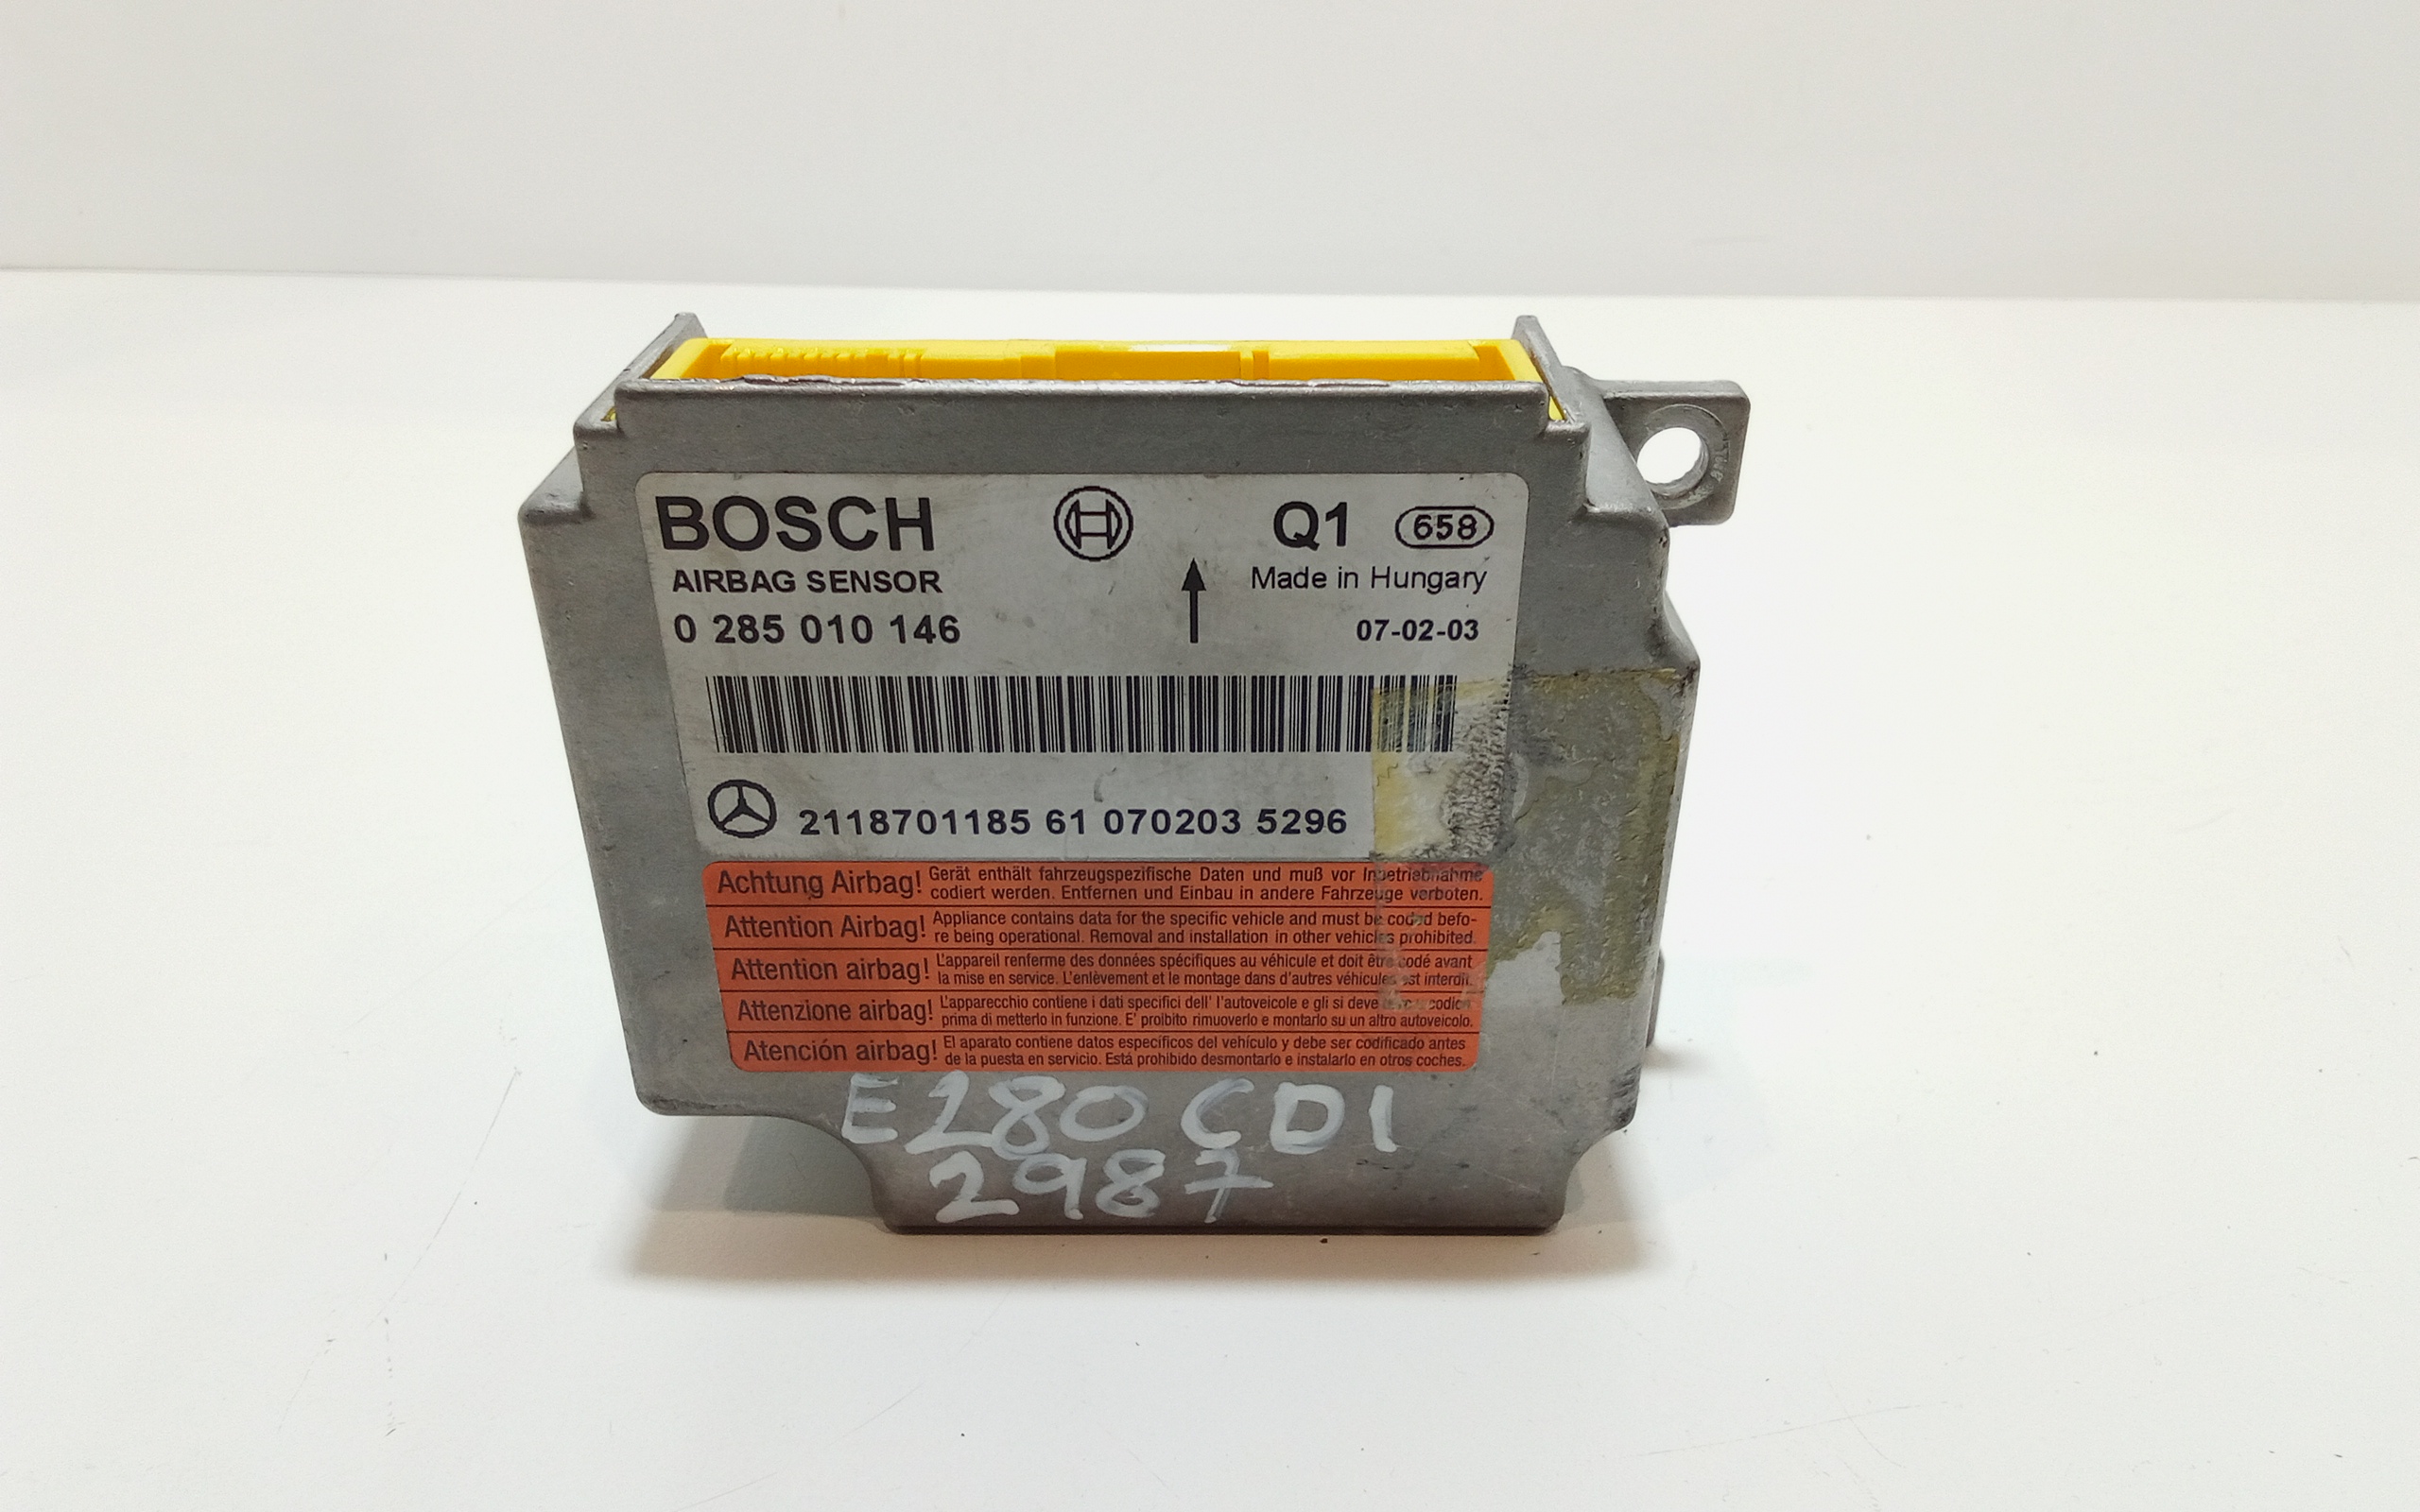 BOSCH
Q1 658
AIRBAG SENSOR
Made in Hungary
0 285 010 146
07-02-03
2118701185 61 070203 5296
Achtung Airbag! Gerät enthält fahrzeugspezifische Daten und muß vor Inbetriebnahme
codiert werden. Entfernen und Einbau in andere Fahrzeuge verboten.
Attention Airbag! Appliance contains data for the specific vehicle and must be coded befo-
re being operational. Removal and installation in other vehicles prohibited.
Attention airbag! L'appareil renferme des données spécifiques au véhicule et doit être codé avant
la mise en service. L'enlèvement et le montage dans d'autres véhicules est interdit.
Attenzione airbag! L'apparecchio contiene i dati specifici dell' l'autoveicole e gli si deve
prima di metterlo in funzione. E' proibito rimuoverlo e montarlo su un altro autoveicolo.
Atención airbag! El aparato contiene datos específicos del vehículo y debe ser codificado antes
de la puesta en servicio. Está prohibido desmontarlo e instalarlo en otros coches.
E280 CDI
2987